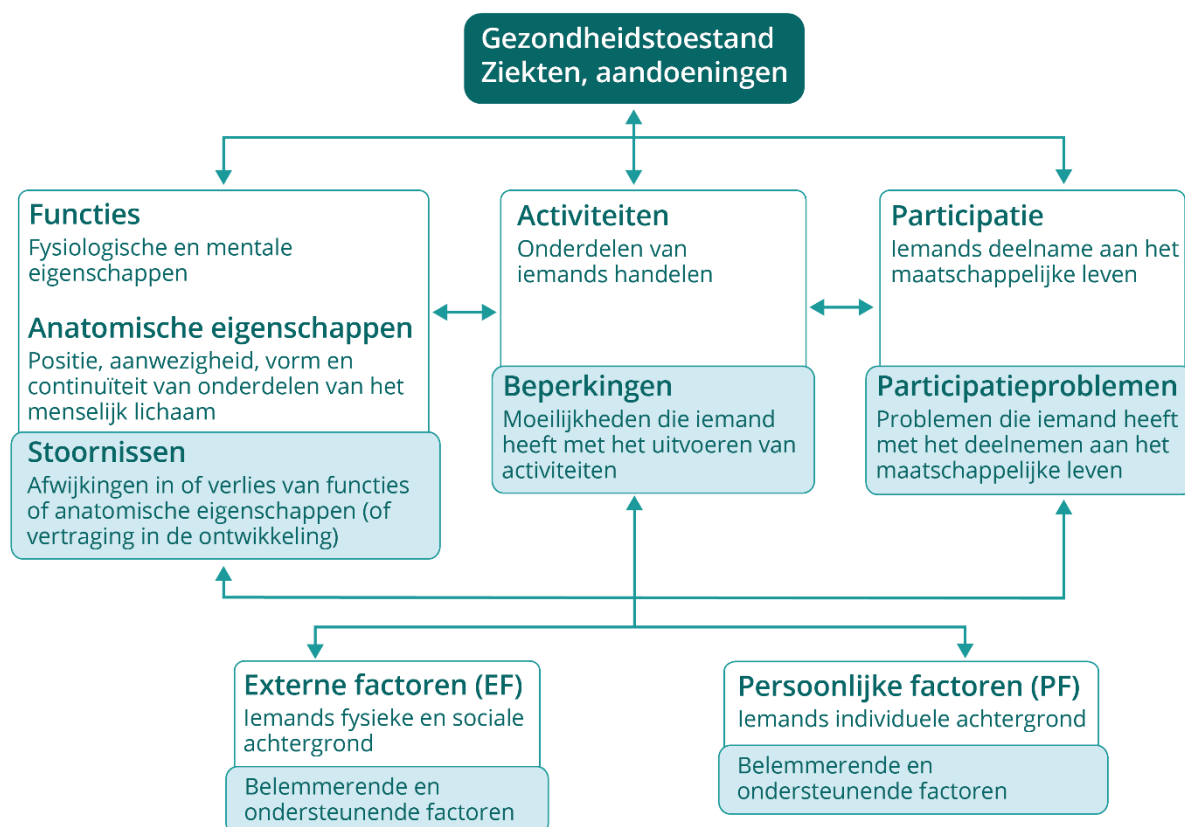 Gezondheidstoestand
Ziekten, aandoeningen
Functies
Fysiologische en mentale
eigenschappen
Anatomische eigenschappen
Positie, aanwezigheid, vorm en
continuïteit van onderdelen van het
menselijk lichaam
Stoornissen
Afwijkingen in of verlies van functies
of anatomische eigenschappen (of
vertraging in de ontwikkeling)
Activiteiten
Onderdelen van
iemands handelen
Beperkingen
Moeilijkheden die iemand
heeft met het uitvoeren van
activiteiten
Participatie
Iemands deelname aan het
maatschappelijke leven
Participatieproblemen
Problemen die iemand heeft
met het deelnemen aan het
maatschappelijke leven
Externe factoren (EF)
Iemands fysieke en sociale
achtergrond
Belemmerende en
ondersteunende factoren
Persoonlijke factoren (PF)
Iemands individuele achtergrond
Belemmerende en
ondersteunende factoren